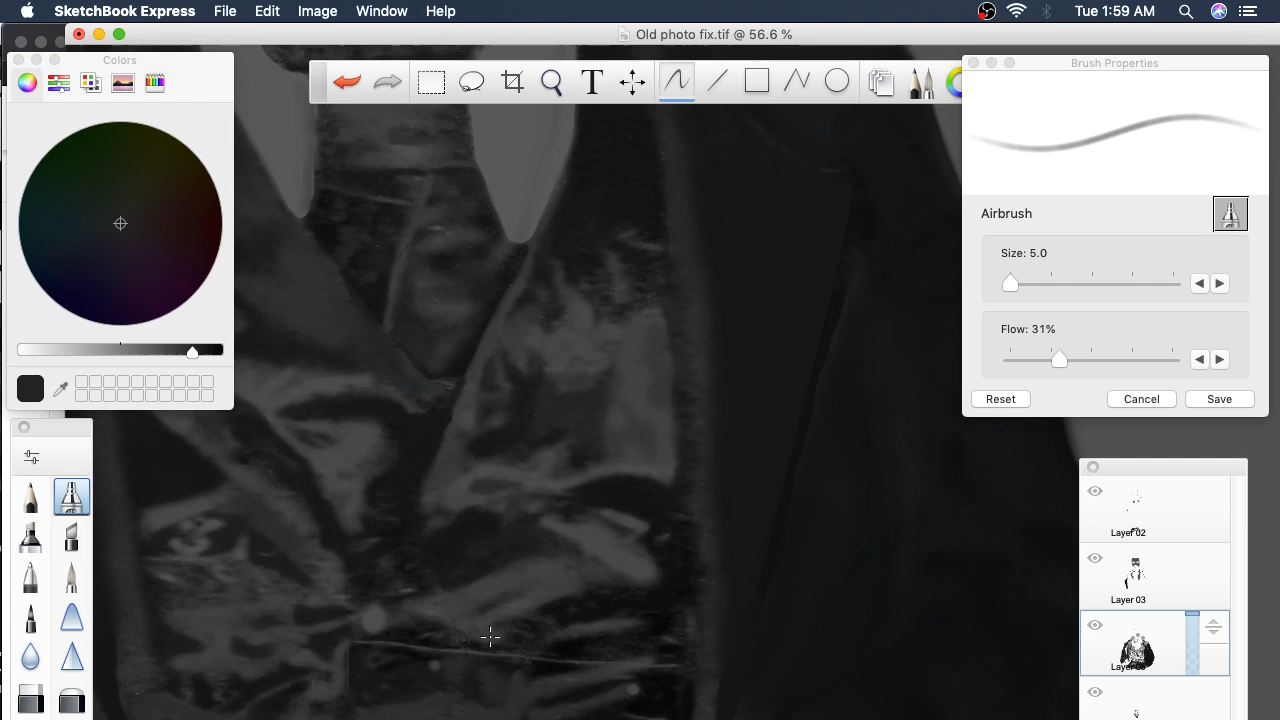 SketchBook Express File Edit Image Window Help Tue 1:59 AM
Old photo fix.tif @ 56.6 %
Colors
T
Brush Properties
Airbrush
Size: 5.0
Flow: 31%
Reset Cancel Save
Layer 02
Layer 03